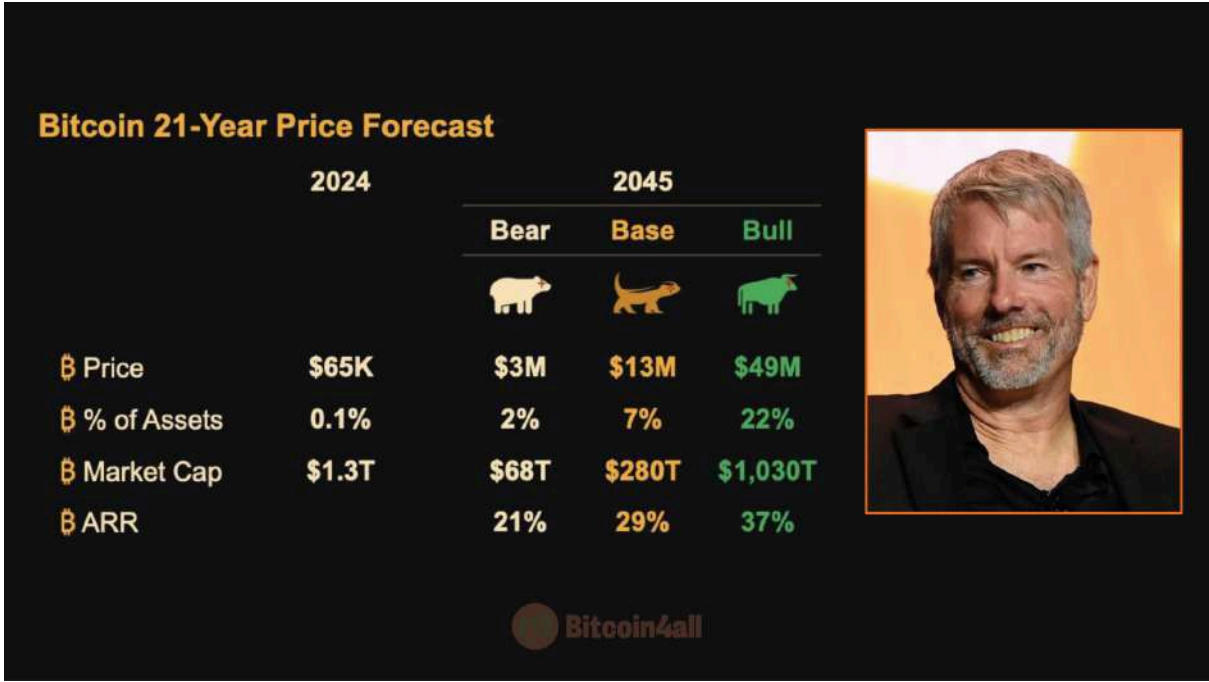 Bitcoin 21-Year Price Forecast
2024 2045
Bear Base Bull
₿ Price $65K $3M $13M $49M
₿ % of Assets 0.1% 2% 7% 22%
₿ Market Cap $1.3T $68T $280T $1,030T
₿ ARR 21% 29% 37%
Bitcoin4all